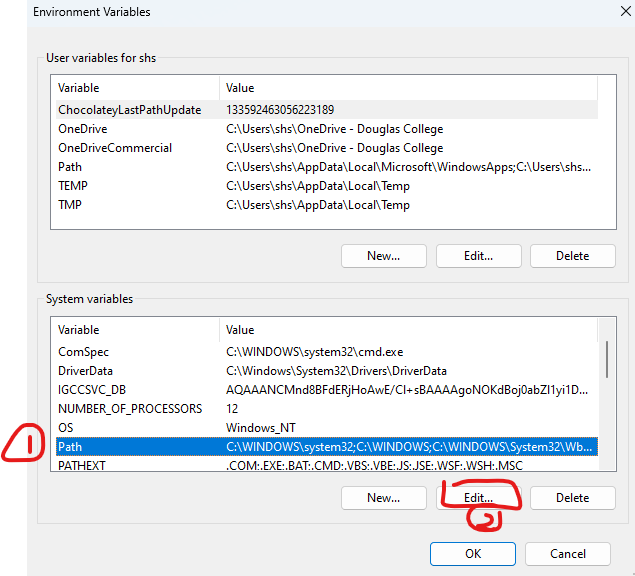 Environment Variables
User variables for shs
Variable Value
ChocolateyLastPathUpdate 133592463056223189
OneDrive C:\Users\shs\OneDrive - Douglas College
OneDriveCommercial C:\Users\shs\OneDrive - Douglas College
Path C:\Users\shs\AppData\Local\Microsoft\WindowsApps;C:\Users\shs...
TEMP C:\Users\shs\AppData\Local\Temp
TMP C:\Users\shs\AppData\Local\Temp
New... Edit... Delete
System variables
Variable Value
ComSpec C:\WINDOWS\system32\cmd.exe
DriverData C:\Windows\System32\Drivers\DriverData
IGCCSVC_DB AQAAANCMnd8BFdERjHoAwE/Cl+sBAAAAgoNOKdBoj0abZI1yi1D...
NUMBER_OF_PROCESSORS 12
OS Windows_NT
1 Path C:\WINDOWS\system32;C:\WINDOWS;C:\WINDOWS\System32\Wb...
PATHEXT .COM;.EXE;.BAT;.CMD;.VBS;.VBE;.JS;.JSE;.WSF;.WSH;.MSC
New... Edit... Delete
2
OK Cancel